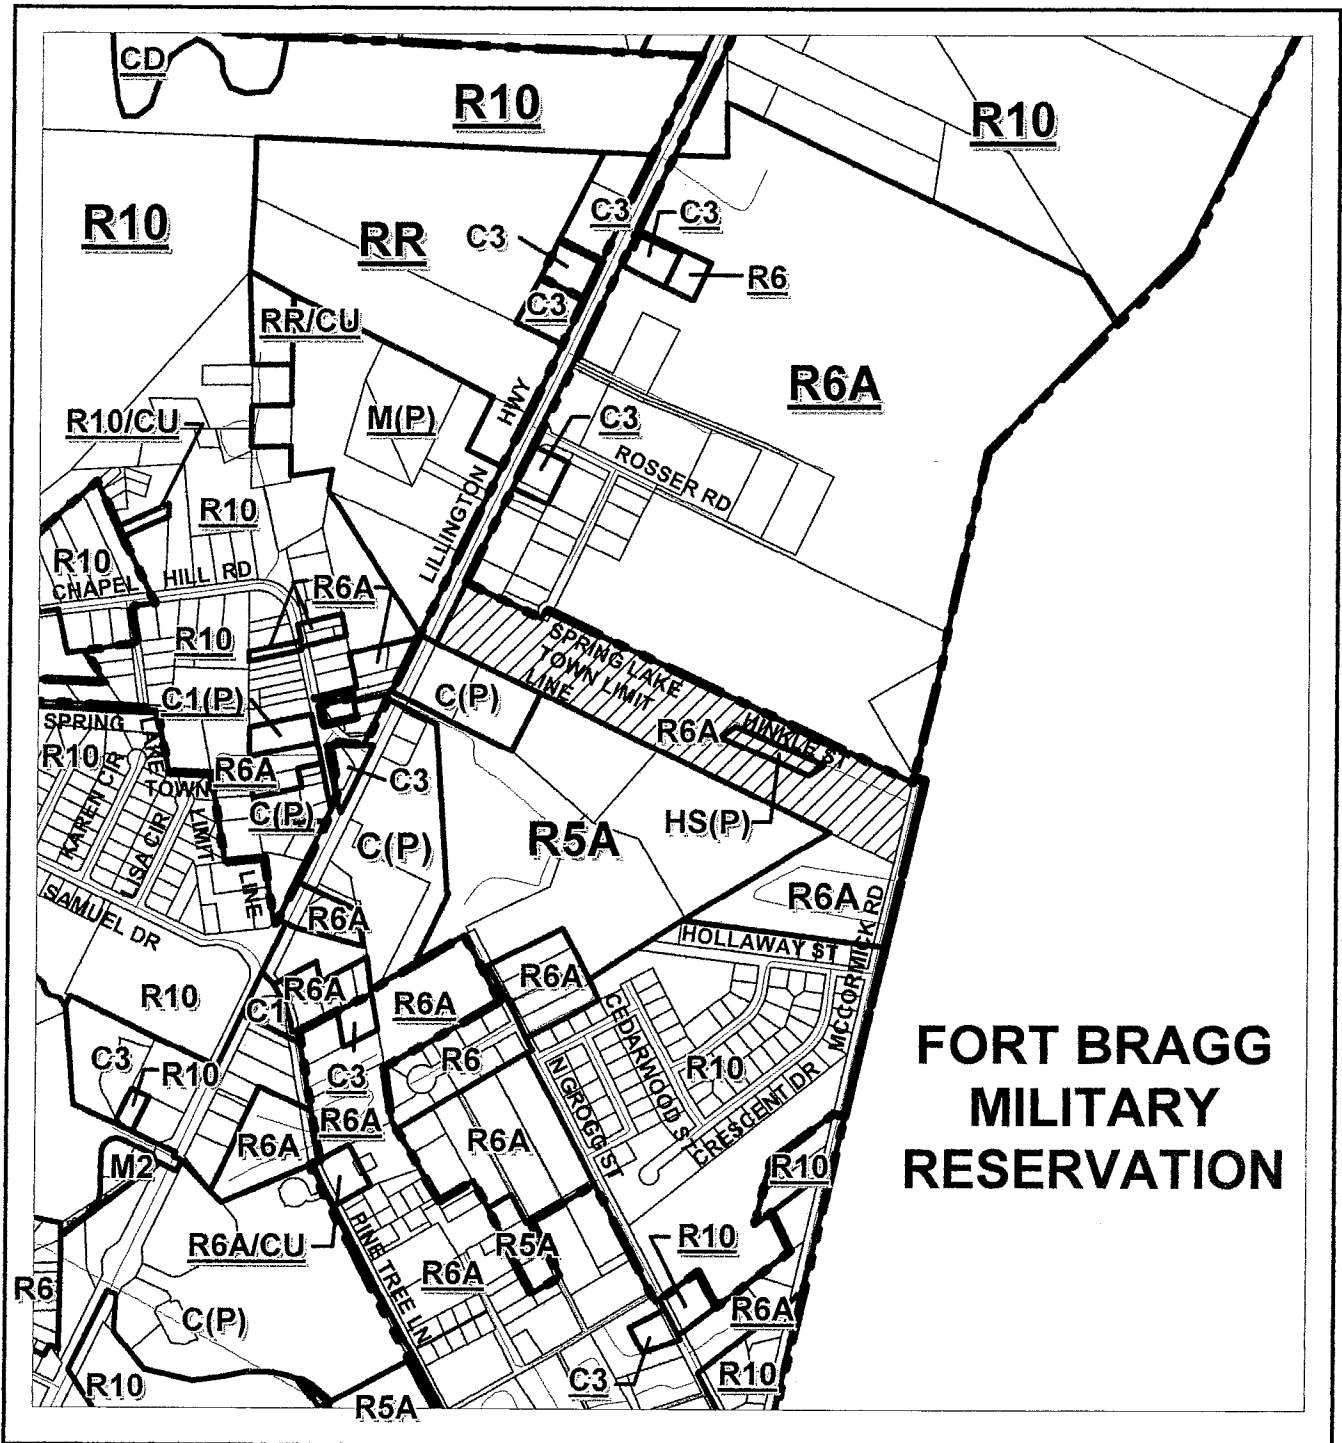 CD
R10
R10
R10
RR
C3
C3
C3
R6
C3
RR/CU
R6A
HWY
M(P)
C3
R10/CU
ROSSER RD
LILLINGTON
R10
R10
CHAPEL HILL RD
R6A
R10
SPRING LAKE
TOWN LIMIT
LINE
C(P)
C1(P)
R6A
HINKLE ST
SPRING LAKE TOWN LIMIT LINE
R10
R6A
C3
C(P)
HS(P)
KAREN CIR
LISA CIR
C(P)
R5A
SAMUEL DR
R6A
R6A
HOLLAWAY ST
MCCORMICK RD
R10
R6A
R6A
R6A
C1
CEDARWOOD ST
FORT BRAGG
MILITARY
RESERVATION
C3
R10
C3
R6
R10
N GROGG ST
CRESCENT DR
R6A
R6A
R6A
M2
R10
R6A/CU
PINE TREE LN
R5A
R10
R6A
R6
C(P)
R6A
R10
R5A
C3
R10